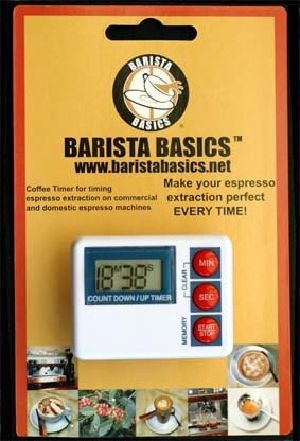 BARISTA
BASICS
BARISTA BASICS™
www.baristabasics.net
Coffee Timer for timing
espresso extraction on commercial
and domestic espresso machines
Make your espresso
extraction perfect
EVERY TIME!
18M38S
COUNT DOWN/UP TIMER
CLEAR
MIN
SEC
MEMORY
START
STOP